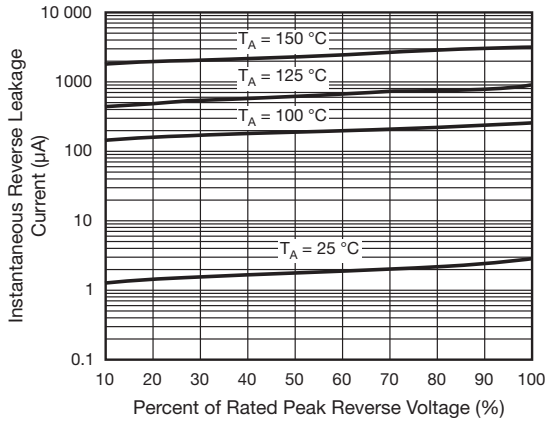 Instantaneous Reverse Leakage
Current (µA)
10 000
1000
100
10
1
0.1
T_A = 150 °C
T_A = 125 °C
T_A = 100 °C
T_A = 25 °C
10 20 30 40 50 60 70 80 90 100
Percent of Rated Peak Reverse Voltage (%)